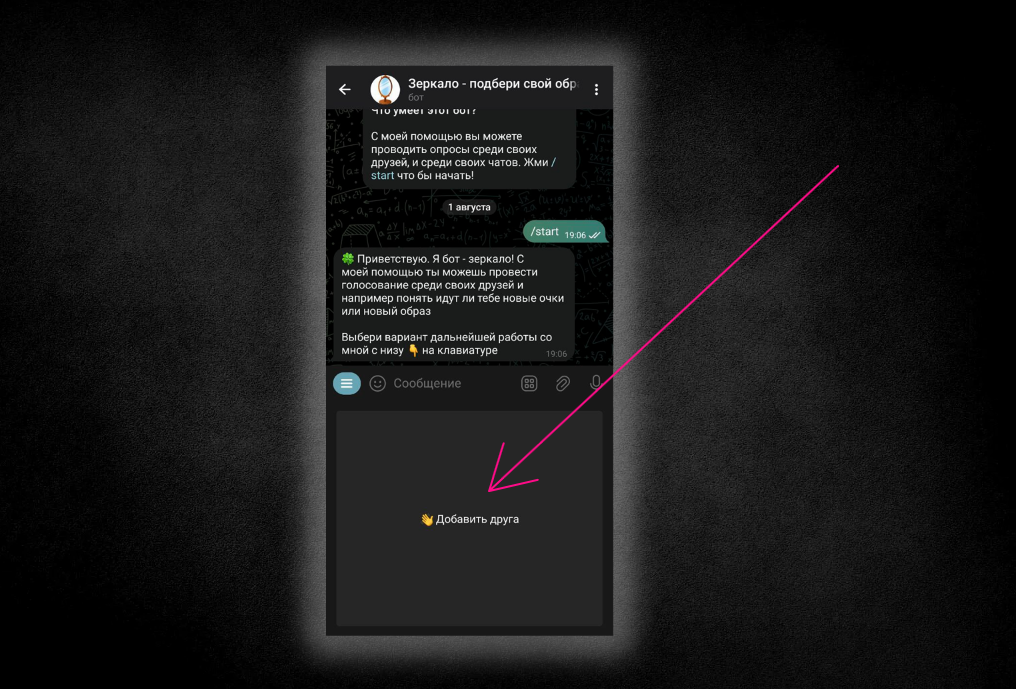 Зеркало - подбери свой обр
бот
Что умеет этот бот?
С моей помощью вы можете
проводить опросы среди своих
друзей, и среди своих чатов. Жми /
start что бы начать!
1 августа
/start 19:06
🍀 Приветствую. Я бот - зеркало! С
моей помощью ты можешь провести
голосование среди своих друзей и
например понять идут ли тебе новые очки
или новый образ
Выбери вариант дальнейшей работы со
мной с низу 👇 на клавиатуре 19:06
Сообщение
👋 Добавить друга